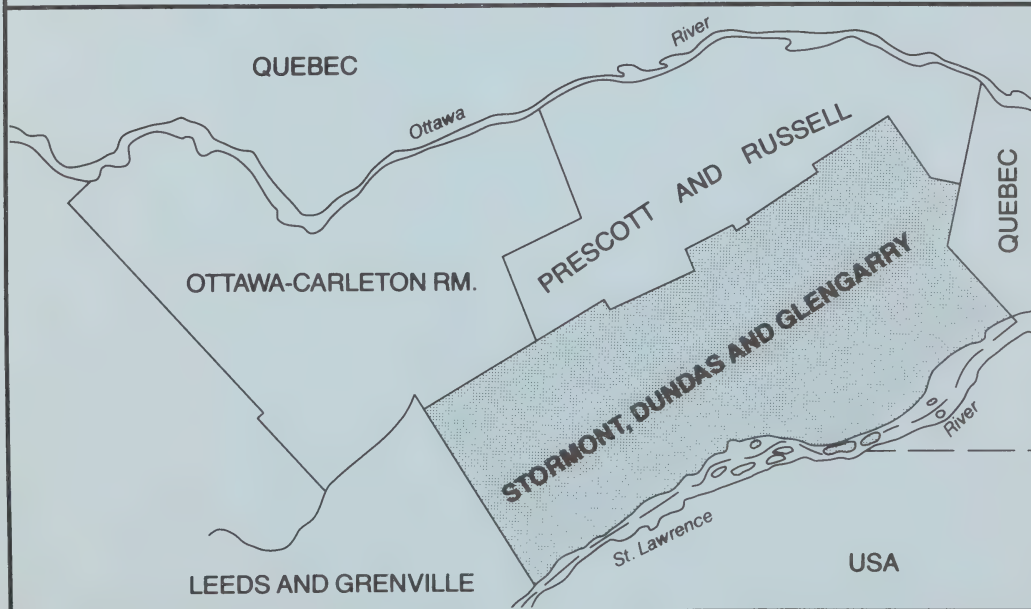 QUEBEC
Ottawa
River
PRESCOTT AND RUSSELL
QUEBEC
OTTAWA-CARLETON RM.
STORMONT, DUNDAS AND GLENGARRY
River
St. Lawrence
USA
LEEDS AND GRENVILLE